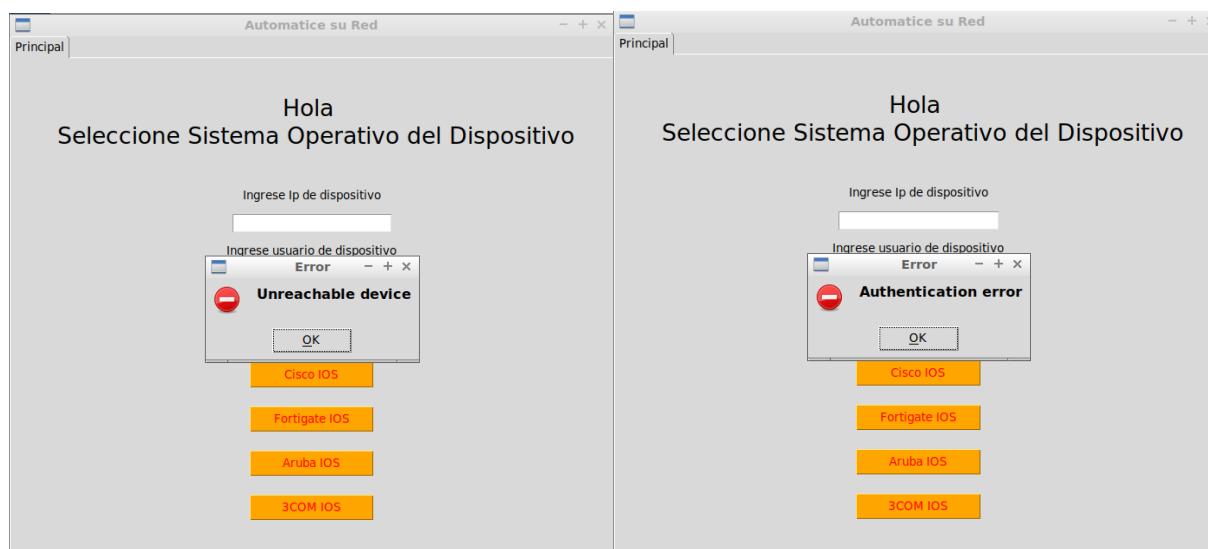 Automatice su Red
Principal
Hola
Seleccione Sistema Operativo del Dispositivo
Ingrese Ip de dispositivo
Ingrese usuario de dispositivo
Error
Unreachable device
OK
Cisco IOS
Fortigate IOS
Aruba IOS
3COM IOS
Automatice su Red
Principal
Hola
Seleccione Sistema Operativo del Dispositivo
Ingrese Ip de dispositivo
Ingrese usuario de dispositivo
Error
Authentication error
OK
Cisco IOS
Fortigate IOS
Aruba IOS
3COM IOS